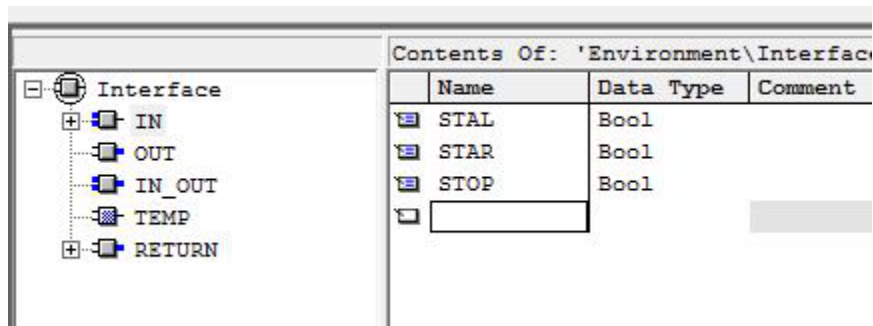 Contents Of: 'Environment\Interface
Interface
IN
OUT
IN_OUT
TEMP
RETURN
Name Data Type Comment
STAL Bool
STAR Bool
STOP Bool